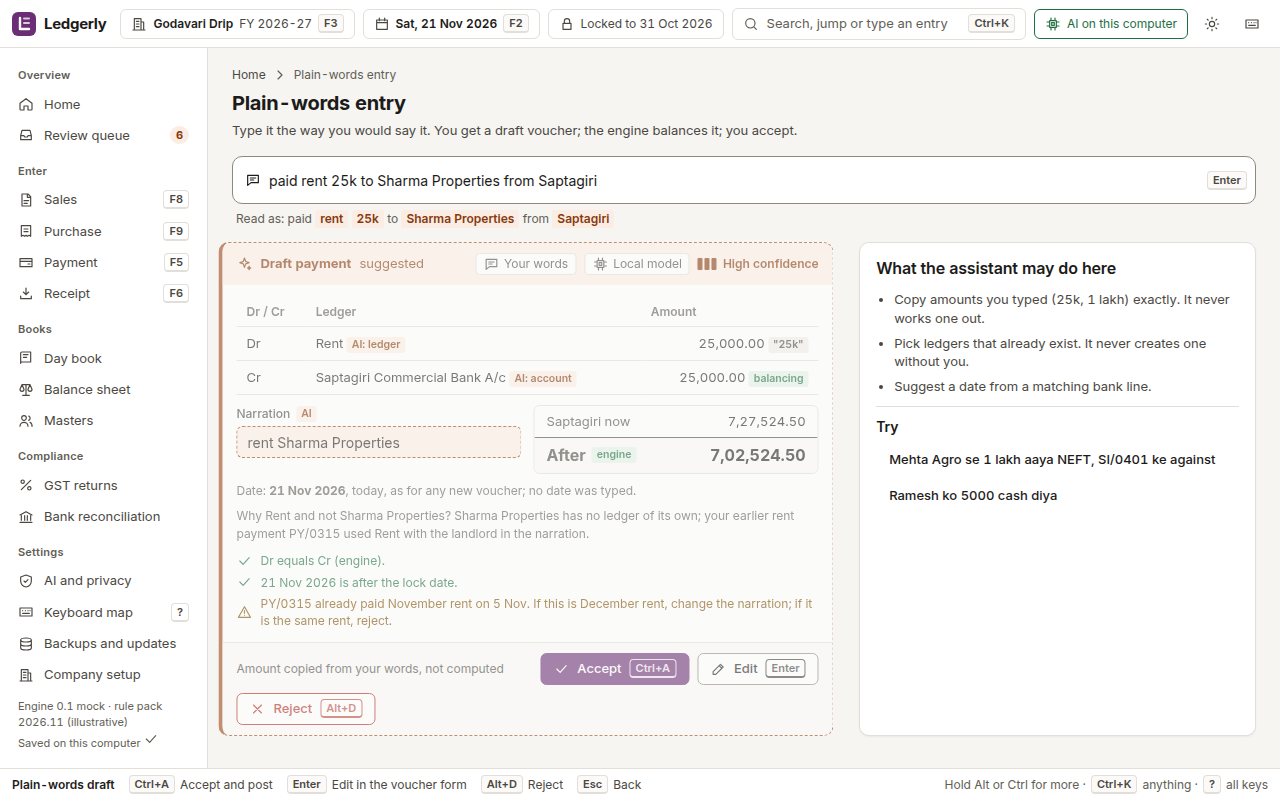 Ledgerly
Godavari Drip FY 2026-27 F3
Sat, 21 Nov 2026 F2
Locked to 31 Oct 2026
Search, jump or type an entry Ctrl+K
AI on this computer
Overview
Home
Review queue 6
Enter
Sales F8
Purchase F9
Payment F5
Receipt F6
Books
Day book
Balance sheet
Masters
Compliance
GST returns
Bank reconciliation
Settings
AI and privacy
Keyboard map ?
Backups and updates
Company setup
Engine 0.1 mock · rule pack
2026.11 (illustrative)
Saved on this computer
Home > Plain-words entry
Plain-words entry
Type it the way you would say it. You get a draft voucher; the engine balances it; you accept.
paid rent 25k to Sharma Properties from Saptagiri Enter
Read as: paid rent 25k to Sharma Properties from Saptagiri
Draft payment suggested Your words Local model High confidence
Dr / Cr Ledger Amount
Dr Rent AI: ledger 25,000.00 "25k"
Cr Saptagiri Commercial Bank A/c AI: account 25,000.00 balancing
Narration AI
rent Sharma Properties
Saptagiri now 7,27,524.50
After engine 7,02,524.50
Date: 21 Nov 2026, today, as for any new voucher; no date was typed.
Why Rent and not Sharma Properties? Sharma Properties has no ledger of its own; your earlier rent
payment PY/0315 used Rent with the landlord in the narration.
Dr equals Cr (engine).
21 Nov 2026 is after the lock date.
PY/0315 already paid November rent on 5 Nov. If this is December rent, change the narration; if it
is the same rent, reject.
Amount copied from your words, not computed
Accept Ctrl+A
Edit Enter
Reject Alt+D
What the assistant may do here
• Copy amounts you typed (25k, 1 lakh) exactly. It never
works one out.
• Pick ledgers that already exist. It never creates one
without you.
• Suggest a date from a matching bank line.
Try
Mehta Agro se 1 lakh aaya NEFT, SI/0401 ke against
Ramesh ko 5000 cash diya
Plain-words draft Ctrl+A Accept and post Enter Edit in the voucher form Alt+D Reject Esc Back
Hold Alt or Ctrl for more · Ctrl+K anything · ? all keys